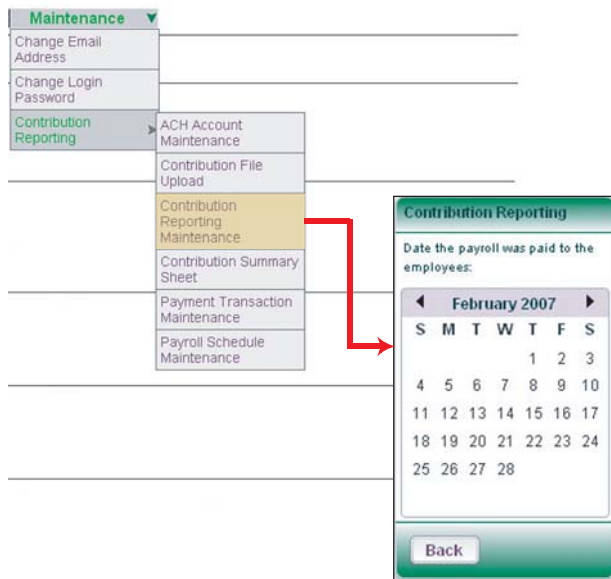 Maintenance
Change Email
Address
Change Login
Password
Contribution
Reporting
ACH Account
Maintenance
Contribution File
Upload
Contribution
Reporting
Maintenance
Contribution Summary
Sheet
Payment Transaction
Maintenance
Payroll Schedule
Maintenance
Contribution Reporting
Date the payroll was paid to the
employees:
February 2007
S M T W T F S
1 2 3
4 5 6 7 8 9 10
11 12 13 14 15 16 17
18 19 20 21 22 23 24
25 26 27 28
Back